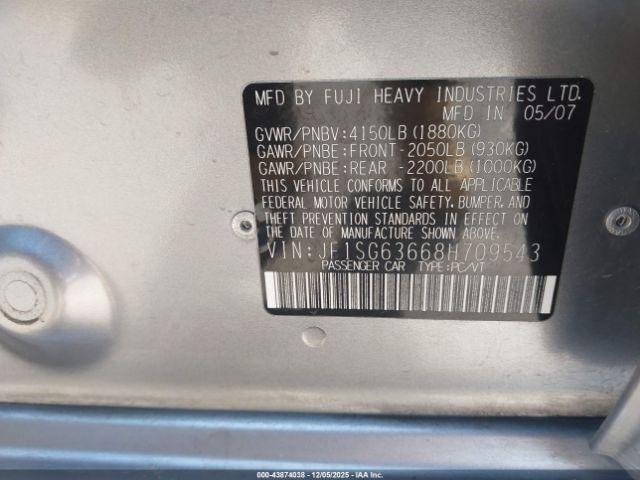 MFD BY FUJI HEAVY INDUSTRIES LTD.
MFD IN 05/07
GVWR/PNBV:4150LB(1880KG)
GAWR/PNBE:FRONT-2050LB(930KG)
GAWR/PNBE:REAR -2200LB(1000KG)
THIS VEHICLE CONFORMS TO ALL APPLICABLE
FEDERAL MOTOR VEHICLE SAFETY,BUMPER,AND
THEFT PREVENTION STANDARDS IN EFFECT ON
THE DATE OF MANUFACTURE SHOWN ABOVE.
VIN:JF1SG63668H709543
PASSENGER CAR TYPE:PC/VT
000-43874038 - 12/05/2025 - IAA Inc.